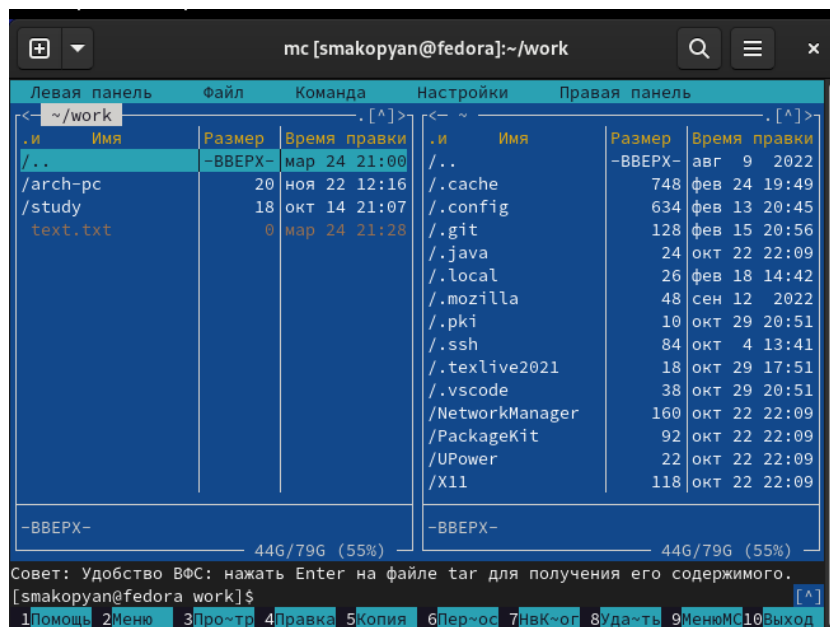 mc [smakopyan@fedora]:~/work
Левая панель Файл Команда Настройки Правая панель
<— ~/work .[^]> <— ~ .[^]>
.и Имя Размер Время правки .и Имя Размер Время правки
/.. -ВВЕРХ- мар 24 21:00 /.. -ВВЕРХ- авг 9 2022
/arch-pc 20 ноя 22 12:16 /.cache 748 фев 24 19:49
/study 18 окт 14 21:07 /.config 634 фев 13 20:45
text.txt 0 мар 24 21:28 /.git 128 фев 15 20:56
/.java 24 окт 22 22:09
/.local 26 фев 18 14:42
/.mozilla 48 сен 12 2022
/.pki 10 окт 29 20:51
/.ssh 84 окт 4 13:41
/.texlive2021 18 окт 29 17:51
/.vscode 38 окт 29 20:51
/NetworkManager 160 окт 22 22:09
/PackageKit 92 окт 22 22:09
/UPower 22 окт 22 22:09
/X11 118 окт 22 22:09
-ВВЕРХ- -ВВЕРХ-
44G/79G (55%) 44G/79G (55%)
Совет: Удобство ВФС: нажать Enter на файле tar для получения его содержимого.
[smakopyan@fedora work]$ [^]
1Помощь 2Меню 3Про~тр 4Правка 5Копия 6Пер~ос 7НвК~ог 8Уда~ть 9МенюМС10Выход